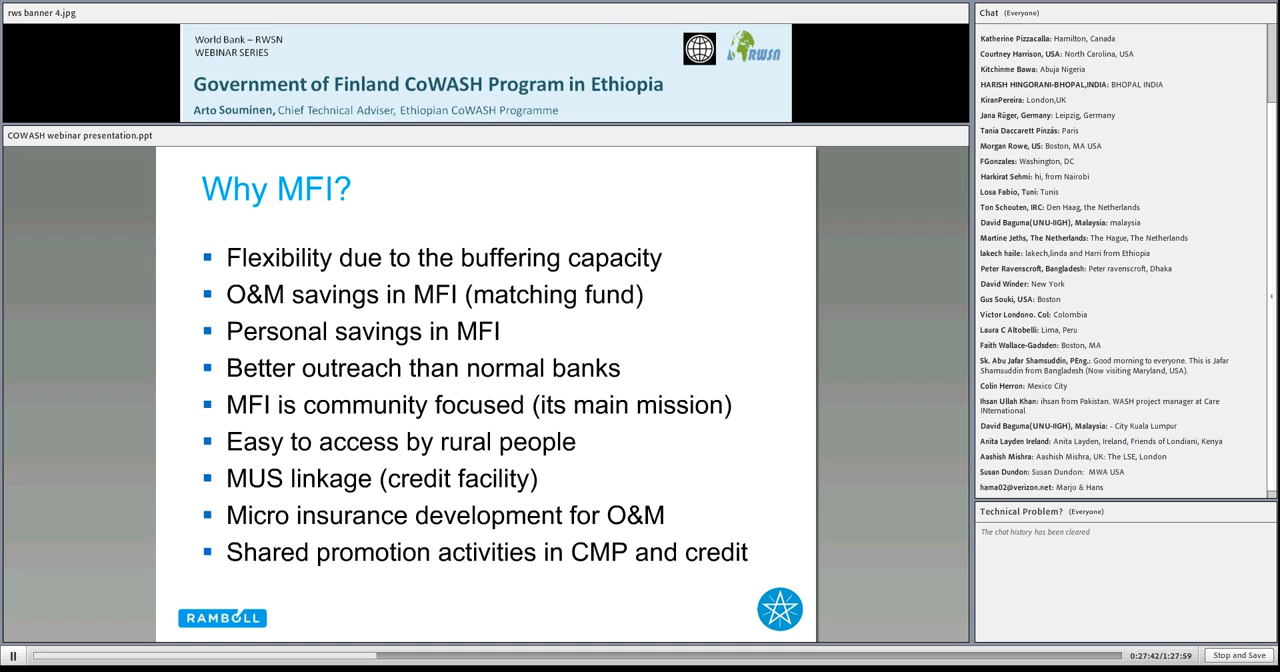 rws banner 4.jpg
World Bank – RWSN
WEBINAR SERIES
RWSN
Government of Finland CoWASH Program in Ethiopia
Arto Souminen, Chief Technical Adviser, Ethiopian CoWASH Programme
COWASH webinar presentation.ppt
Why MFI?
▪ Flexibility due to the buffering capacity
▪ O&M savings in MFI (matching fund)
▪ Personal savings in MFI
▪ Better outreach than normal banks
▪ MFI is community focused (its main mission)
▪ Easy to access by rural people
▪ MUS linkage (credit facility)
▪ Micro insurance development for O&M
▪ Shared promotion activities in CMP and credit
RAMBOLL
Chat (Everyone)
Katherine Pizzacalla: Hamilton, Canada
Courtney Harrison, USA: North Carolina, USA
Kitchinme Bawa: Abuja Nigeria
HARISH HINGORANI-BHOPAL,INDIA: BHOPAL INDIA
KiranPereira: London,UK
Jana Rüger, Germany: Leipzig, Germany
Tania Daccarett Pinzás: Paris
Morgan Rowe, US: Boston, MA USA
FGonzales: Washington, DC
Harkirat Sehmi: hi, from Nairobi
Losa Fabio, Tuni: Tunis
Ton Schouten, IRC: Den Haag, the Netherlands
David Baguma(UNU-IIGH), Malaysia: malaysia
Martine Jeths, The Netherlands: The Hague, The Netherlands
lakech haile: lakech,linda and Harri from Ethiopia
Peter Ravenscroft, Bangladesh: Peter ravenscroft, Dhaka
David Winder: New York
Gus Souki, USA: Boston
Victor Londono. Col: Colombia
Laura C Altobelli: Lima, Peru
Faith Wallace-Gadsden: Boston, MA
Sk. Abu Jafar Shamsuddin, PEng.: Good morning to everyone. This is Jafar
Shamsuddin from Bangladesh (Now visiting Maryland, USA).
Colin Herron: Mexico City
Ihsan Ullah Khan: ihsan from Pakistan. WASH project manager at Care
INternational
David Baguma(UNU-IIGH), Malaysia: - City Kuala Lumpur
Anita Layden Ireland: Anita Layden, Ireland, Friends of Londiani, Kenya
Aashish Mishra: Aashish Mishra, UK: The LSE, London
Susan Dundon: Susan Dundon: MWA USA
hama02@verizon.net: Marjo & Hans
Technical Problem? (Everyone)
The chat history has been cleared
0:27:42/1:27:59
Stop and Save